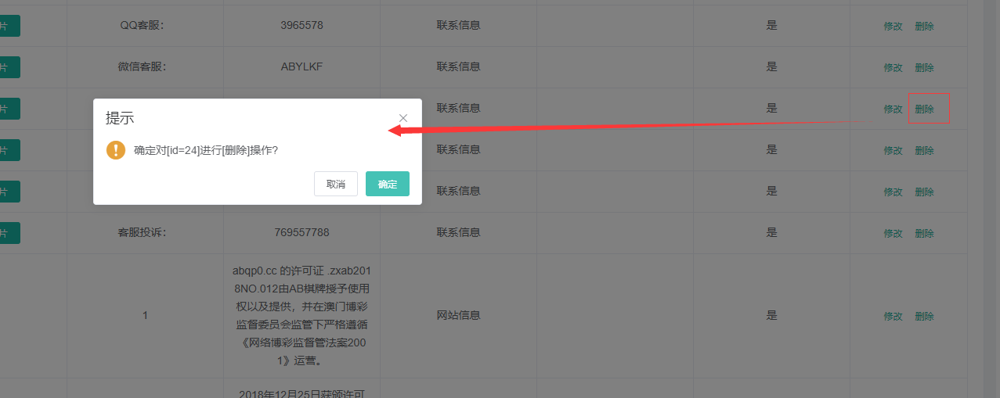 片 QQ客服： 3965578 联系信息 是 修改 删除
片 微信客服： ABYLKF 联系信息 是 修改 删除
片 联系信息 是 修改 删除
提示
确定对[id=24]进行[删除]操作?
取消 确定
片 联系信息 是 修改 删除
片 联系信息 是 修改 删除
片 客服投诉： 769557788 联系信息 是 修改 删除
abqp0.cc 的许可证 .zxab201
8NO.012由AB棋牌授予使用
权以及提供，并在澳门博彩
1 监督委员会监管下严格遵循 网站信息 是 修改 删除
《网络博彩监督管法案200
1》运营。
2018年12月25日获颁许可